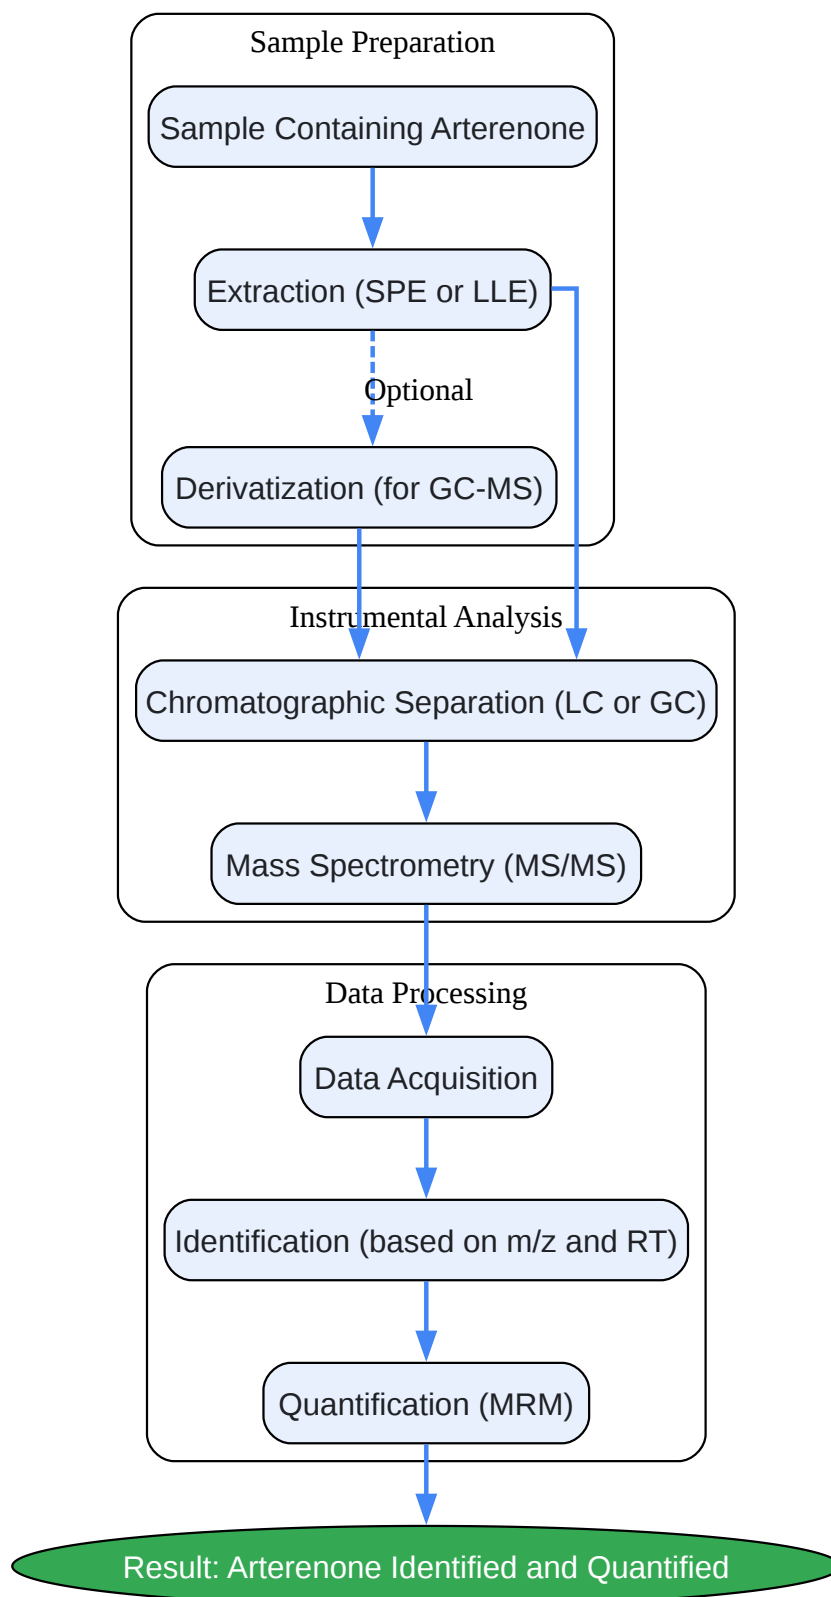 Sample Preparation
Sample Containing Arterenone
Extraction (SPE or LLE)
Optional
Derivatization (for GC-MS)
Instrumental Analysis
Chromatographic Separation (LC or GC)
Mass Spectrometry (MS/MS)
Data Processing
Data Acquisition
Identification (based on m/z and RT)
Quantification (MRM)
Result: Arterenone Identified and Quantified